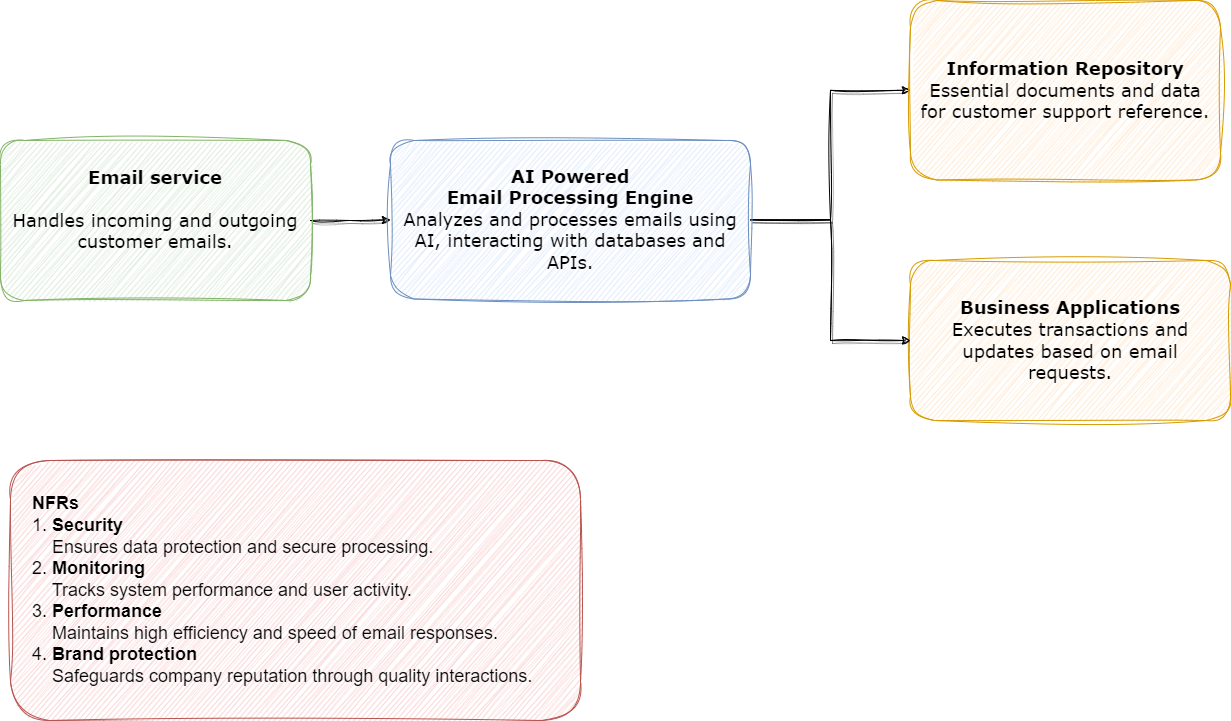 Information Repository
Essential documents and data
for customer support reference.
Email service
Handles incoming and outgoing
customer emails.
AI Powered
Email Processing Engine
Analyzes and processes emails using
AI, interacting with databases and
APIs.
Business Applications
Executes transactions and
updates based on email
requests.
NFRs
1. Security
Ensures data protection and secure processing.
2. Monitoring
Tracks system performance and user activity.
3. Performance
Maintains high efficiency and speed of email responses.
4. Brand protection
Safeguards company reputation through quality interactions.